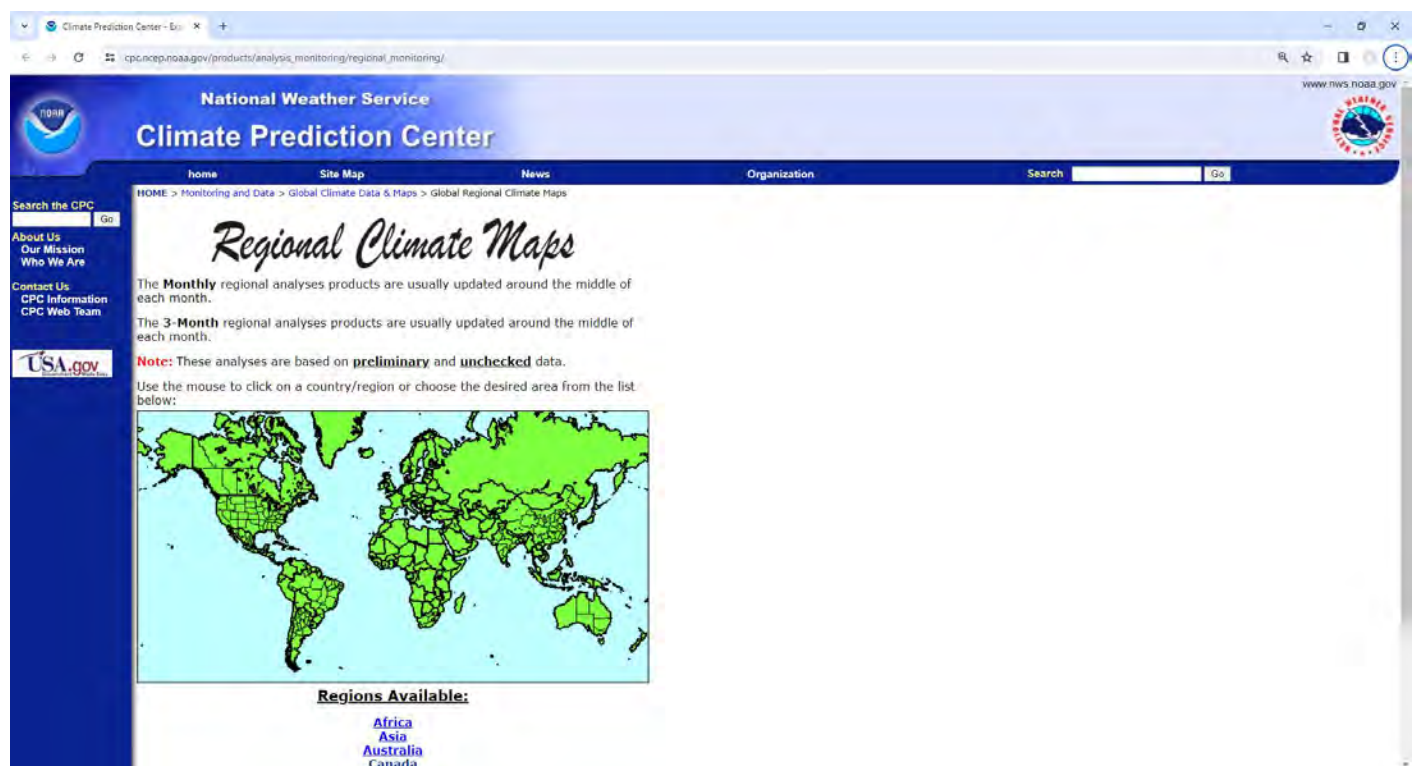 Climate Prediction Center - Exp
cpc.ncep.noaa.gov/products/analysis_monitoring/regional_monitoring/
www.nws.noaa.gov
NOAA
National Weather Service
Climate Prediction Center
NATIONAL WEATHER SERVICE
home Site Map News Organization Search Go
HOME > Monitoring and Data > Global Climate Data & Maps > Global Regional Climate Maps
Search the CPC
Go
About Us
Our Mission
Who We Are
Contact Us
CPC Information
CPC Web Team
USA.gov
Regional Climate Maps
The Monthly regional analyses products are usually updated around the middle of
each month.
The 3-Month regional analyses products are usually updated around the middle of
each month.
Note: These analyses are based on preliminary and unchecked data.
Use the mouse to click on a country/region or choose the desired area from the list
below:
Regions Available:
Africa
Asia
Australia
Canada